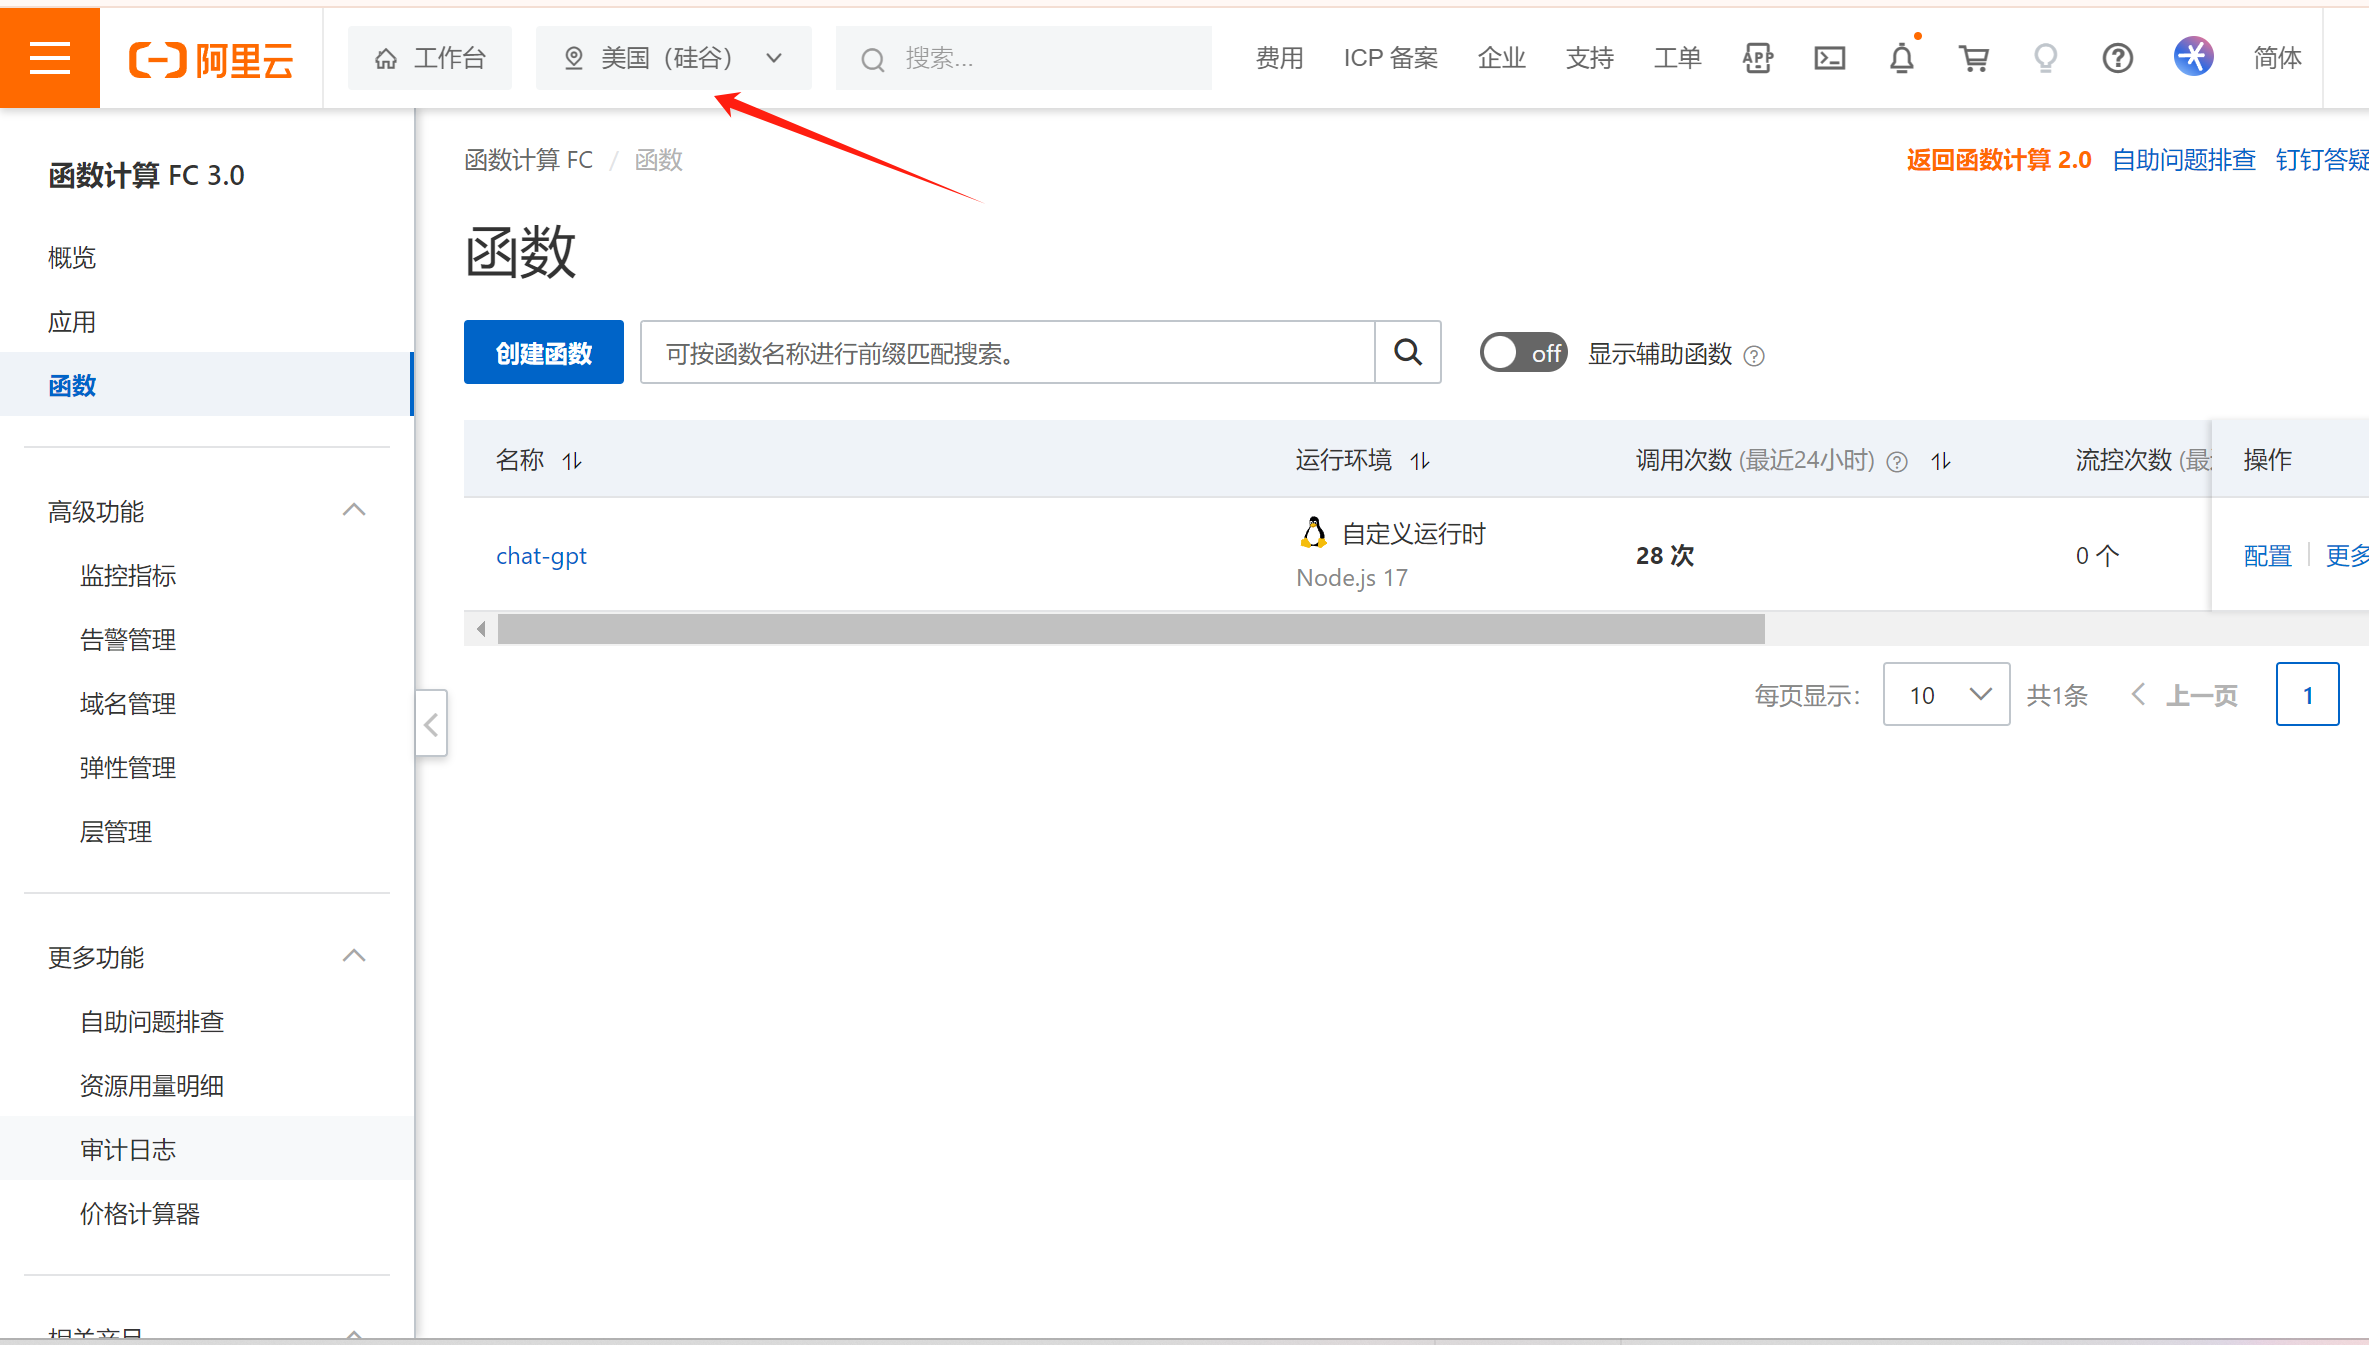 阿里云
工作台
美国（硅谷）
搜索...
费用
ICP 备案
企业
支持
工单
APP
简体
函数计算 FC 3.0
概览
应用
函数
高级功能
监控指标
告警管理
域名管理
弹性管理
层管理
更多功能
自助问题排查
资源用量明细
审计日志
价格计算器
相关产品
函数计算 FC / 函数
返回函数计算 2.0
自助问题排查
钉钉答疑
函数
创建函数
可按函数名称进行前缀匹配搜索。
off
显示辅助函数
名称
运行环境
调用次数 (最近24小时)
流控次数 (最
操作
chat-gpt
自定义运行时
Node.js 17
28 次
0 个
配置
更多
每页显示：
10
共1条
上一页
1